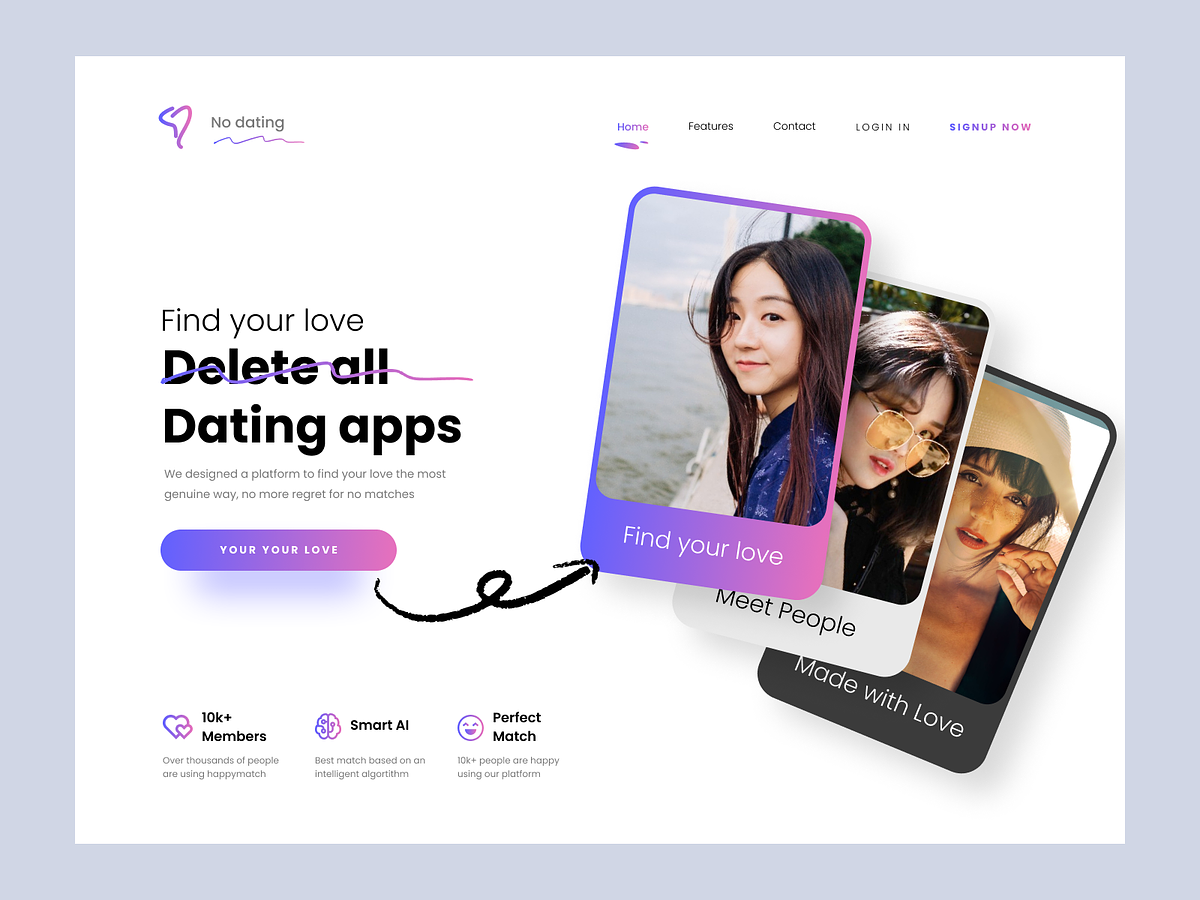 No dating
Home
Features
Contact
LOGIN IN
SIGNUP NOW
Find your love
Delete all
Dating apps
We designed a platform to find your love the most
genuine way, no more regret for no matches
YOUR YOUR LOVE
Find your love
Meet People
Made with Love
10k+
Members
Over thousands of people
are using happymatch
Smart AI
Best match based on an
intelligent algortithm
Perfect
Match
10k+ people are happy
using our platform